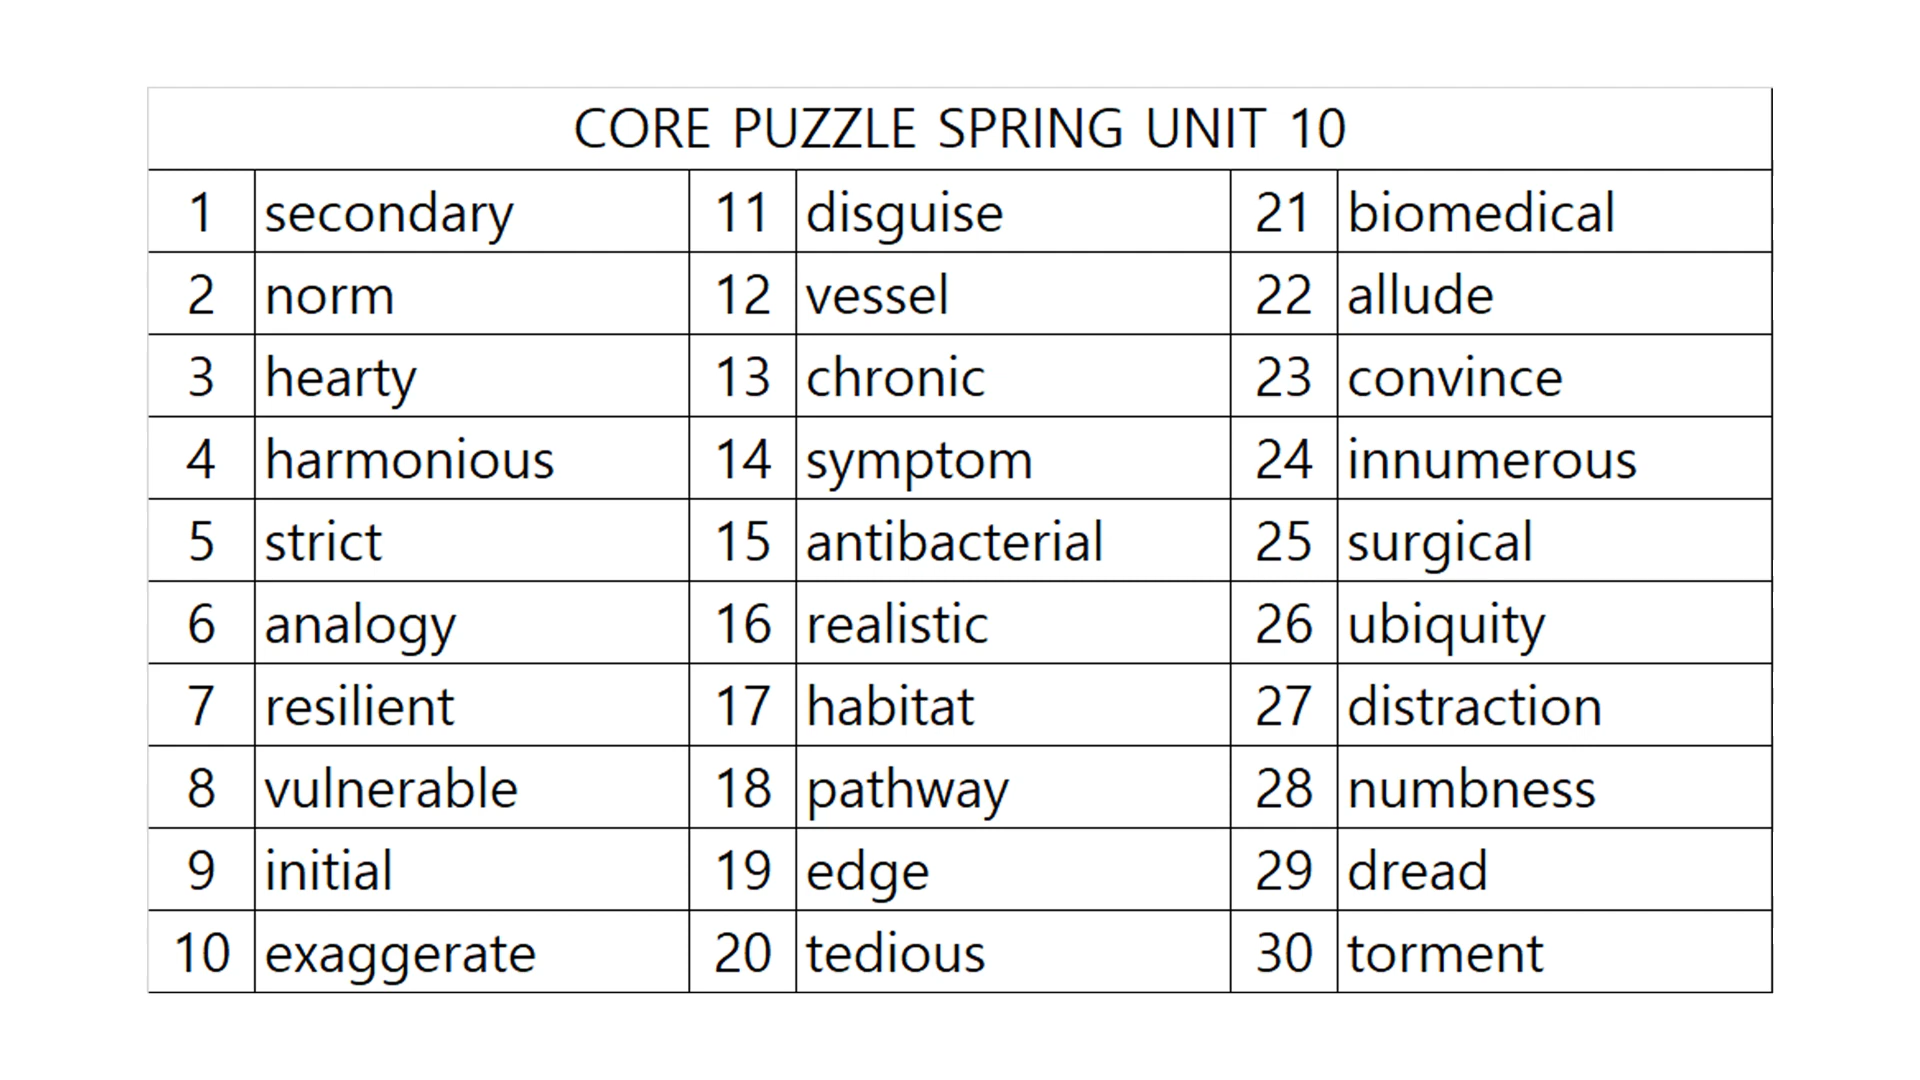 CORE PUZZLE SPRING UNIT 10
1 secondary 11 disguise 21 biomedical
2 norm 12 vessel 22 allude
3 hearty 13 chronic 23 convince
4 harmonious 14 symptom 24 innumerous
5 strict 15 antibacterial 25 surgical
6 analogy 16 realistic 26 ubiquity
7 resilient 17 habitat 27 distraction
8 vulnerable 18 pathway 28 numbness
9 initial 19 edge 29 dread
10 exaggerate 20 tedious 30 torment